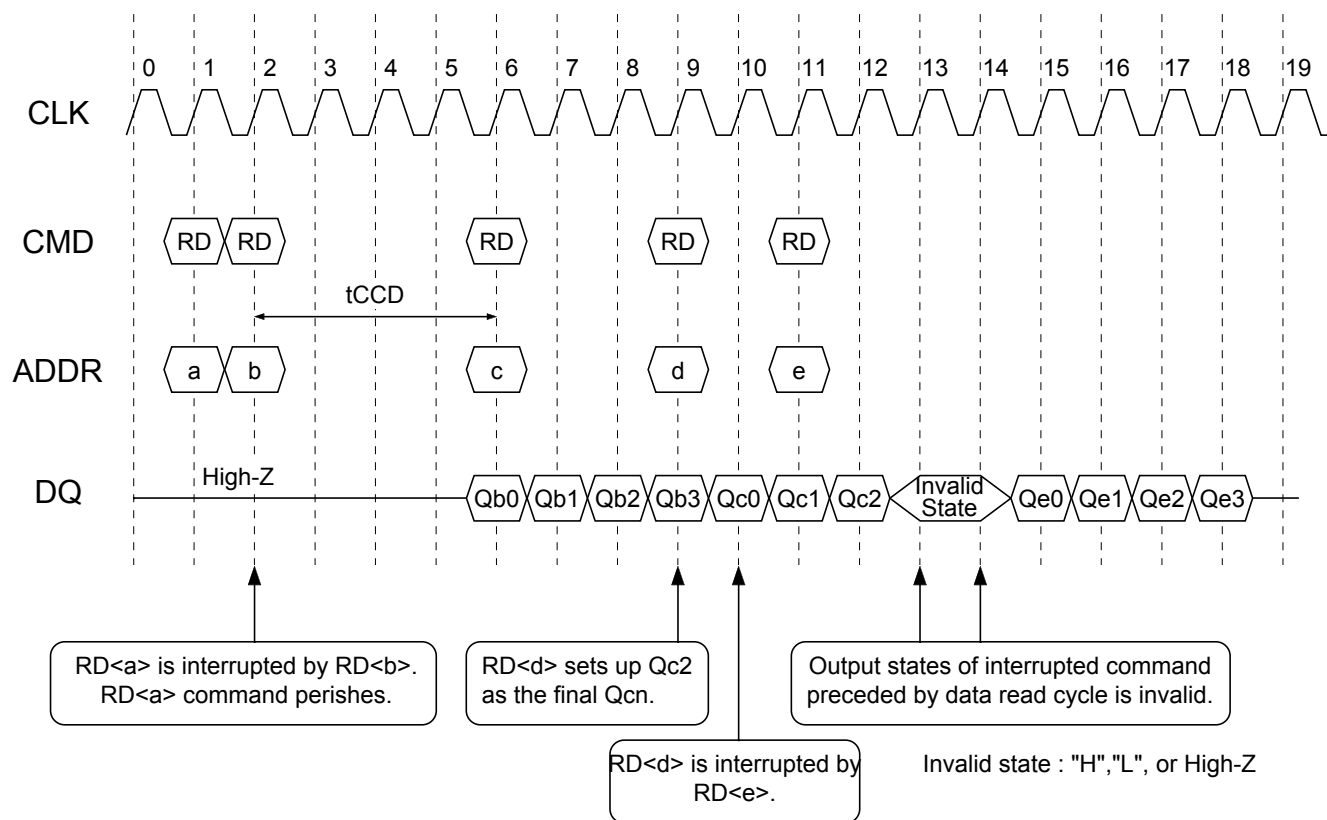 0 1 2 3 4 5 6 7 8 9 10 11 12 13 14 15 16 17 18 19
CLK
CMD RD RD RD RD RD
tCCD
ADDR a b c d e
High-Z
DQ Qb0 Qb1 Qb2 Qb3 Qc0 Qc1 Qc2 Invalid State Qe0 Qe1 Qe2 Qe3
RD<a> is interrupted by RD<b>.
RD<a> command perishes.
RD<d> sets up Qc2
as the final Qcn.
Output states of interrupted command
preceded by data read cycle is invalid.
RD<d> is interrupted by
RD<e>.
Invalid state : "H","L", or High-Z